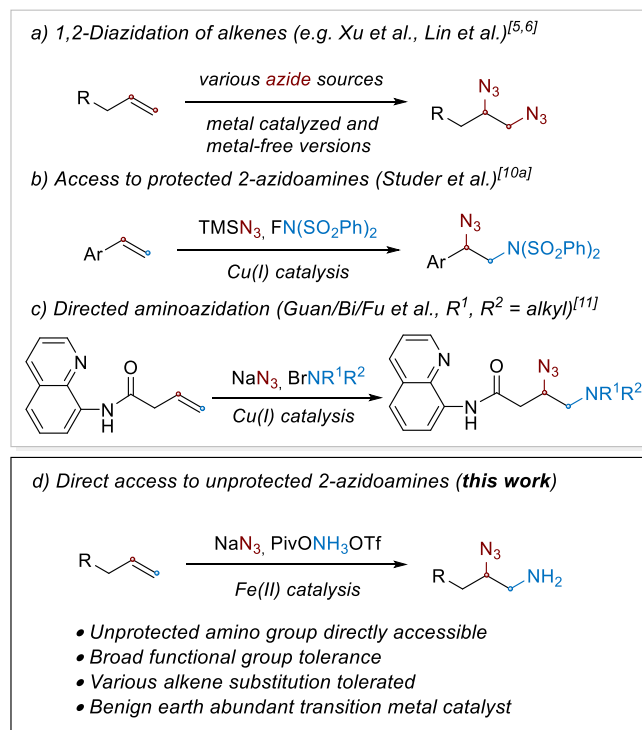 a) 1,2-Diazidation of alkenes (e.g. Xu et al., Lin et al.)[5,6]
R
various azide sources
metal catalyzed and
metal-free versions
N3
R
N3
b) Access to protected 2-azidoamines (Studer et al.)[10a]
Ar
TMSN3, FN(SO2Ph)2
Cu(I) catalysis
N3
Ar
N(SO2Ph)2
c) Directed aminoazidation (Guan/Bi/Fu et al., R1, R2 = alkyl)[11]
N
O
N
H
NaN3, BrNR1R2
Cu(I) catalysis
N
O
N3
N
H
NR1R2
d) Direct access to unprotected 2-azidoamines (this work)
R
NaN3, PivONH3OTf
Fe(II) catalysis
N3
R
NH2
• Unprotected amino group directly accessible
• Broad functional group tolerance
• Various alkene substitution tolerated
• Benign earth abundant transition metal catalyst